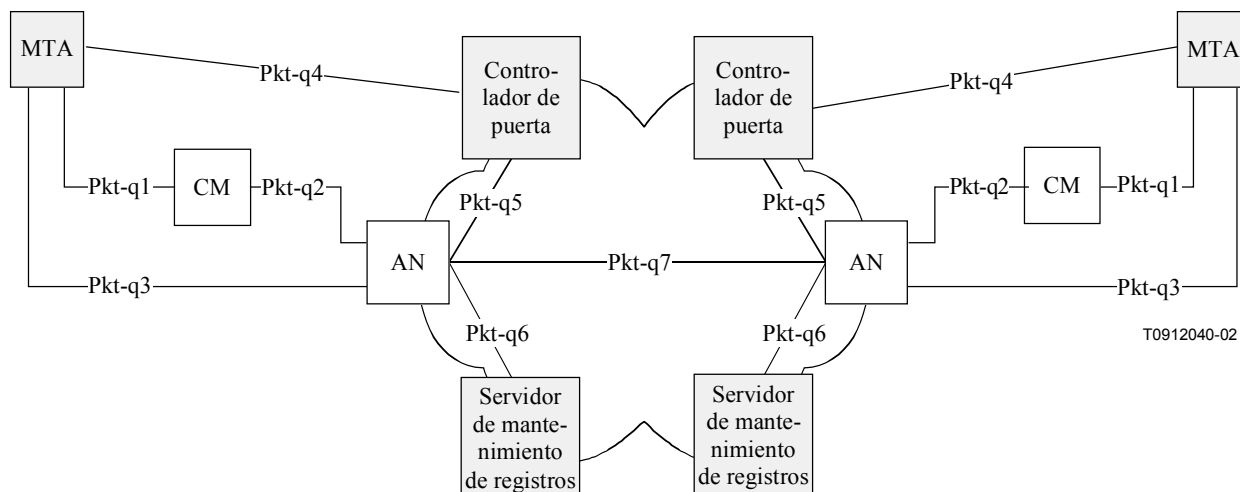 MTA
Pkt-q4
Contro-
lador de
puerta
Contro-
lador de
puerta
Pkt-q4
MTA
Pkt-q1
CM
Pkt-q2
Pkt-q5
Pkt-q5
Pkt-q2
CM
Pkt-q1
AN
Pkt-q7
AN
Pkt-q3
Pkt-q3
Pkt-q6
Pkt-q6
T0912040-02
Servidor
de mante-
nimiento
de registros
Servidor
de mante-
nimiento
de registros